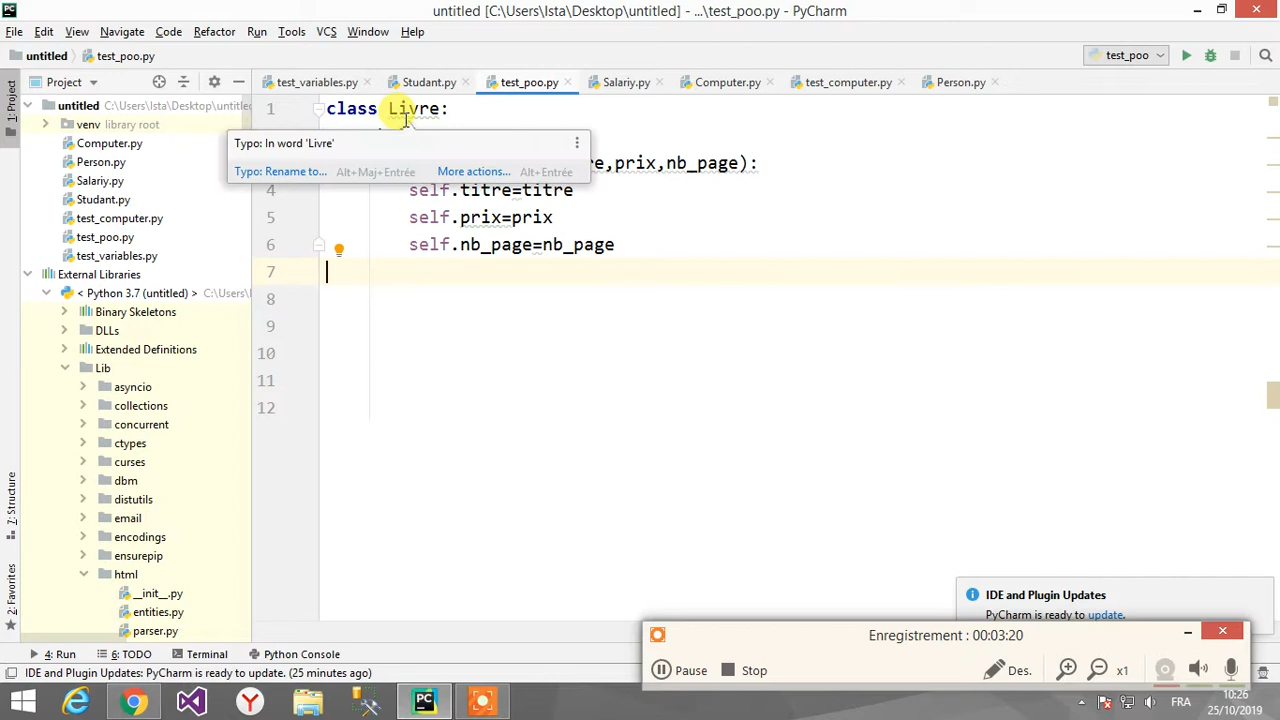 untitled [C:\Users\Ista\Desktop\untitled] - ...\test_poo.py - PyCharm
File Edit View Navigate Code Refactor Run Tools VCS Window Help
untitled test_poo.py
test_poo
1: Project
Project
test_variables.py Studant.py test_poo.py Salariy.py Computer.py test_computer.py Person.py
untitled C:\Users\Ista\Desktop\untitled
venv library root
Computer.py
Person.py
Salariy.py
Studant.py
test_computer.py
test_poo.py
test_variables.py
External Libraries
< Python 3.7 (untitled) > C:\Users\
Binary Skeletons
DLLs
Extended Definitions
Lib
asyncio
collections
concurrent
ctypes
curses
dbm
distutils
email
encodings
ensurepip
html
__init__.py
entities.py
parser.py
1 class Livre:
Typo: In word 'Livre'
Typo: Rename to... Alt+Maj+Entrée More actions... Alt+Entrée
re,prix,nb_page):
4 self.titre=titre
5 self.prix=prix
6 self.nb_page=nb_page
7
8
9
10
11
12
7: Structure
2: Favorites
IDE and Plugin Updates
PyCharm is ready to update.
Enregistrement : 00:03:20
Pause Stop Des. x1
4: Run 6: TODO Terminal Python Console
IDE and Plugin Updates: PyCharm is ready to update. (25 minutes ago)
FR
10:26
25/10/2019